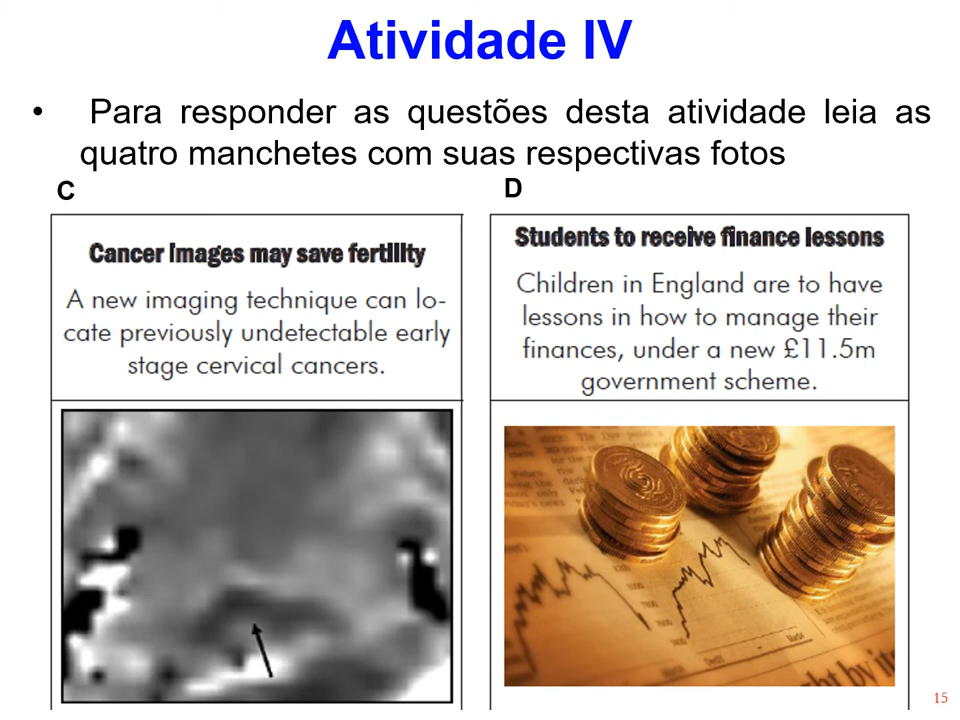 Atividade IV
• Para responder as questões desta atividade leia as
quatro manchetes com suas respectivas fotos
C
D
Cancer images may save fertility
A new imaging technique can lo-
cate previously undetectable early
stage cervical cancers.
Students to receive finance lessons
Children in England are to have
lessons in how to manage their
finances, under a new £11.5m
government scheme.
15